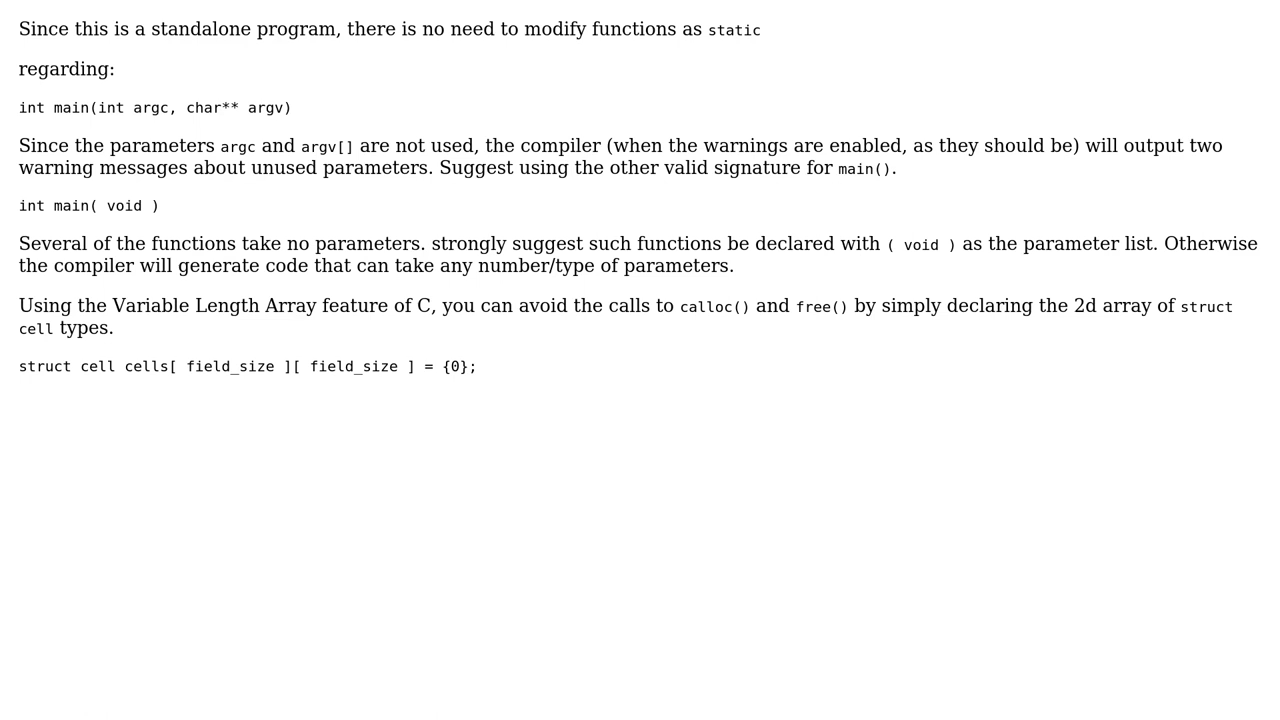 Since this is a standalone program, there is no need to modify functions as static
regarding:
int main(int argc, char** argv)
Since the parameters argc and argv[] are not used, the compiler (when the warnings are enabled, as they should be) will output two
warning messages about unused parameters. Suggest using the other valid signature for main().
int main( void )
Several of the functions take no parameters. strongly suggest such functions be declared with ( void ) as the parameter list. Otherwise
the compiler will generate code that can take any number/type of parameters.
Using the Variable Length Array feature of C, you can avoid the calls to calloc() and free() by simply declaring the 2d array of struct
cell types.
struct cell cells[ field_size ][ field_size ] = {0};